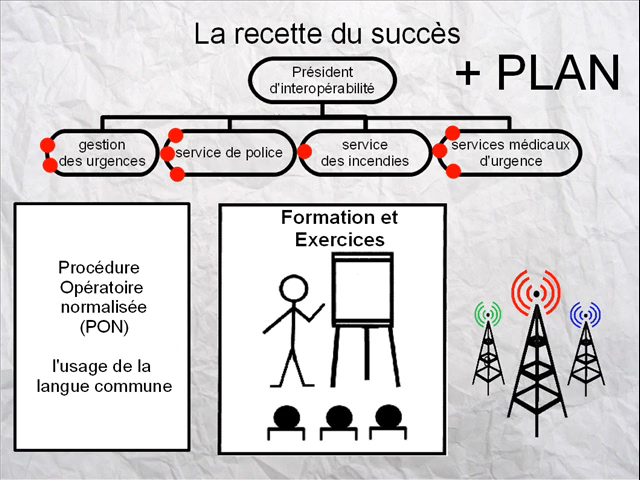 La recette du succès
+ PLAN
Président
d'interopérabilité
gestion
des urgences
service de police
service
des incendies
services médicaux
d'urgence
Procédure
Opératoire
normalisée
(PON)
l'usage de la
langue commune
Formation et
Exercices